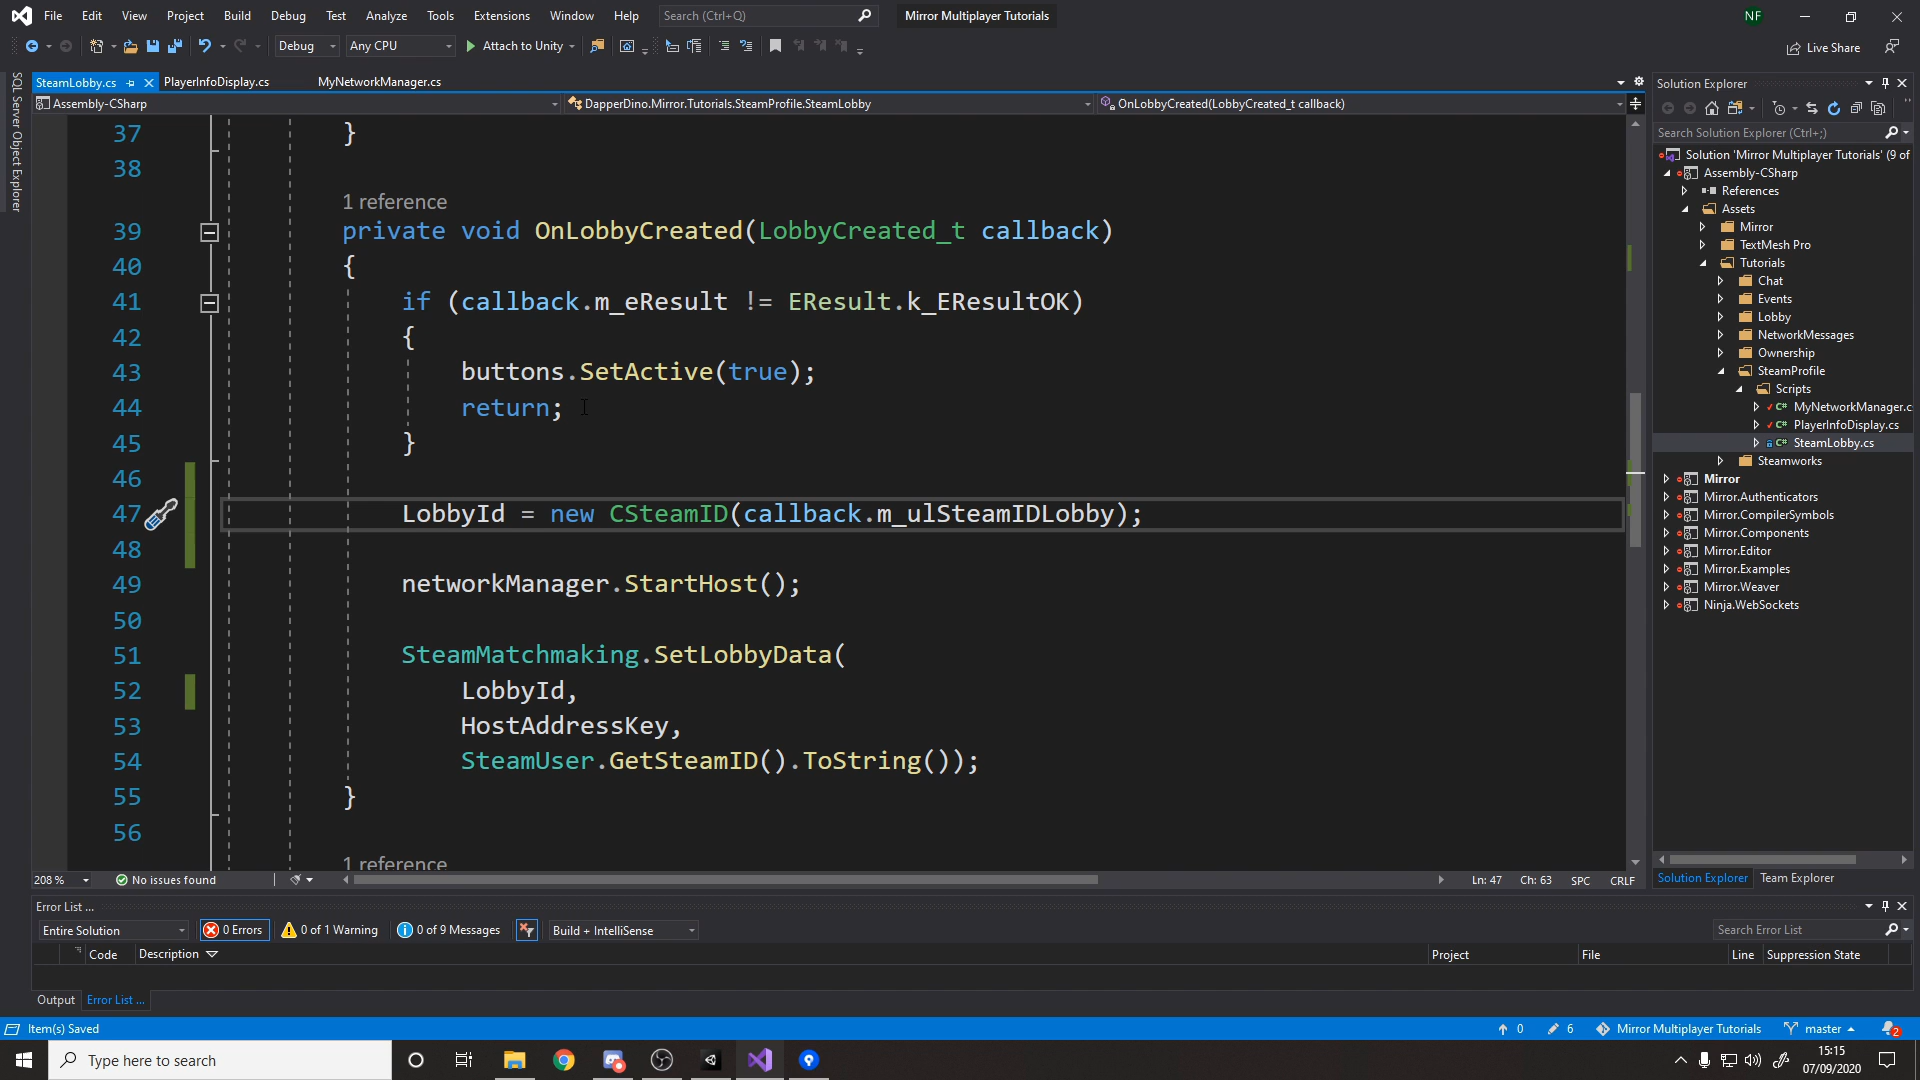 File Edit View Project Build Debug Test Analyze Tools Extensions Window Help Search (Ctrl+Q) Mirror Multiplayer Tutorials NF
Debug Any CPU Attach to Unity Live Share
SQL Server Object Explorer
SteamLobby.cs PlayerInfoDisplay.cs MyNetworkManager.cs
Assembly-CSharp DapperDino.Mirror.Tutorials.SteamProfile.SteamLobby OnLobbyCreated(LobbyCreated_t callback)
37 }
38
1 reference
39 private void OnLobbyCreated(LobbyCreated_t callback)
40 {
41 if (callback.m_eResult != EResult.k_EResultOK)
42 {
43 buttons.SetActive(true);
44 return;
45 }
46
47 LobbyId = new CSteamID(callback.m_ulSteamIDLobby);
48
49 networkManager.StartHost();
50
51 SteamMatchmaking.SetLobbyData(
52 LobbyId,
53 HostAddressKey,
54 SteamUser.GetSteamID().ToString());
55 }
56
1 reference
208 % No issues found Ln: 47 Ch: 63 SPC CRLF
Solution Explorer
Search Solution Explorer (Ctrl+;)
Solution 'Mirror Multiplayer Tutorials' (9 of
Assembly-CSharp
References
Assets
Mirror
TextMesh Pro
Tutorials
Chat
Events
Lobby
NetworkMessages
Ownership
SteamProfile
Scripts
C# MyNetworkManager.c
C# PlayerInfoDisplay.cs
C# SteamLobby.cs
Steamworks
Mirror
Mirror.Authenticators
Mirror.CompilerSymbols
Mirror.Components
Mirror.Editor
Mirror.Examples
Mirror.Weaver
Ninja.WebSockets
Solution Explorer Team Explorer
Error List ...
Entire Solution 0 Errors 0 of 1 Warning 0 of 9 Messages Build + IntelliSense Search Error List
Code Description Project File Line Suppression State
Output Error List ...
Item(s) Saved 0 6 Mirror Multiplayer Tutorials master 2
Type here to search
15:15
07/09/2020